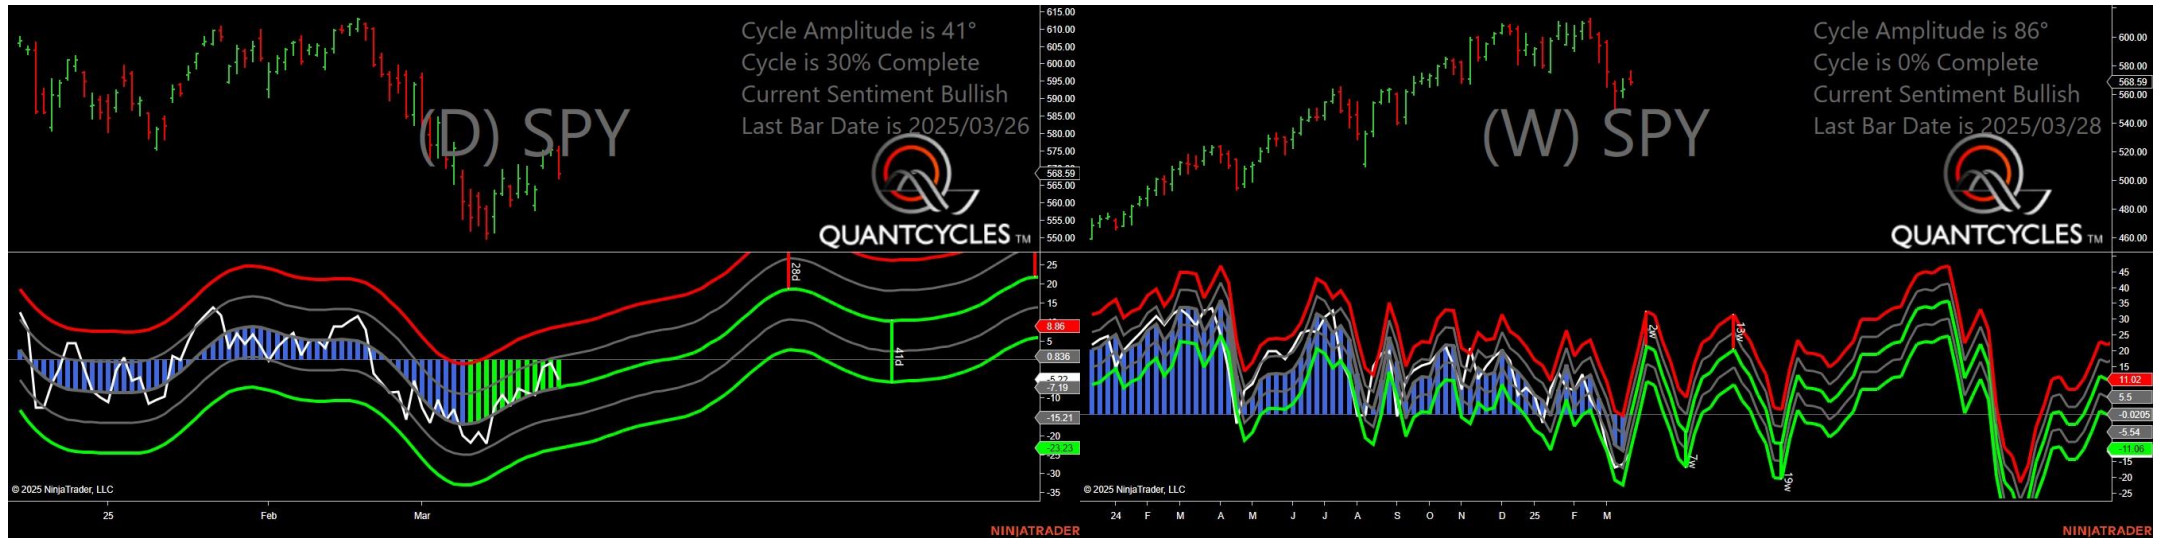 Cycle Amplitude is 41°
Cycle is 30% Complete
Current Sentiment Bullish
Last Bar Date is 2025/03/26
(D) SPY
QUANTCYCLES TM
615.00
610.00
605.00
600.00
595.00
590.00
585.00
580.00
575.00
568.59
565.00
560.00
555.00
550.00
28d
41d
25
20
15
10
8.86
5
0.836
-5.22
-7.19
-10
-15.21
-20
-23.23
-25
-30
-35
© 2025 NinjaTrader, LLC
25
Feb
Mar
NINJATRADER
Cycle Amplitude is 86°
Cycle is 0% Complete
Current Sentiment Bullish
Last Bar Date is 2025/03/28
(W) SPY
QUANTCYCLES TM
600.00
580.00
568.59
560.00
540.00
520.00
500.00
480.00
460.00
2w
13w
7w
19w
45
40
35
30
25
20
15
11.02
5.5
-0.0205
-5.54
-11.06
-15
-20
-25
© 2025 NinjaTrader, LLC
24 F M A M J J A S O N D 25 F M
NINJATRADER